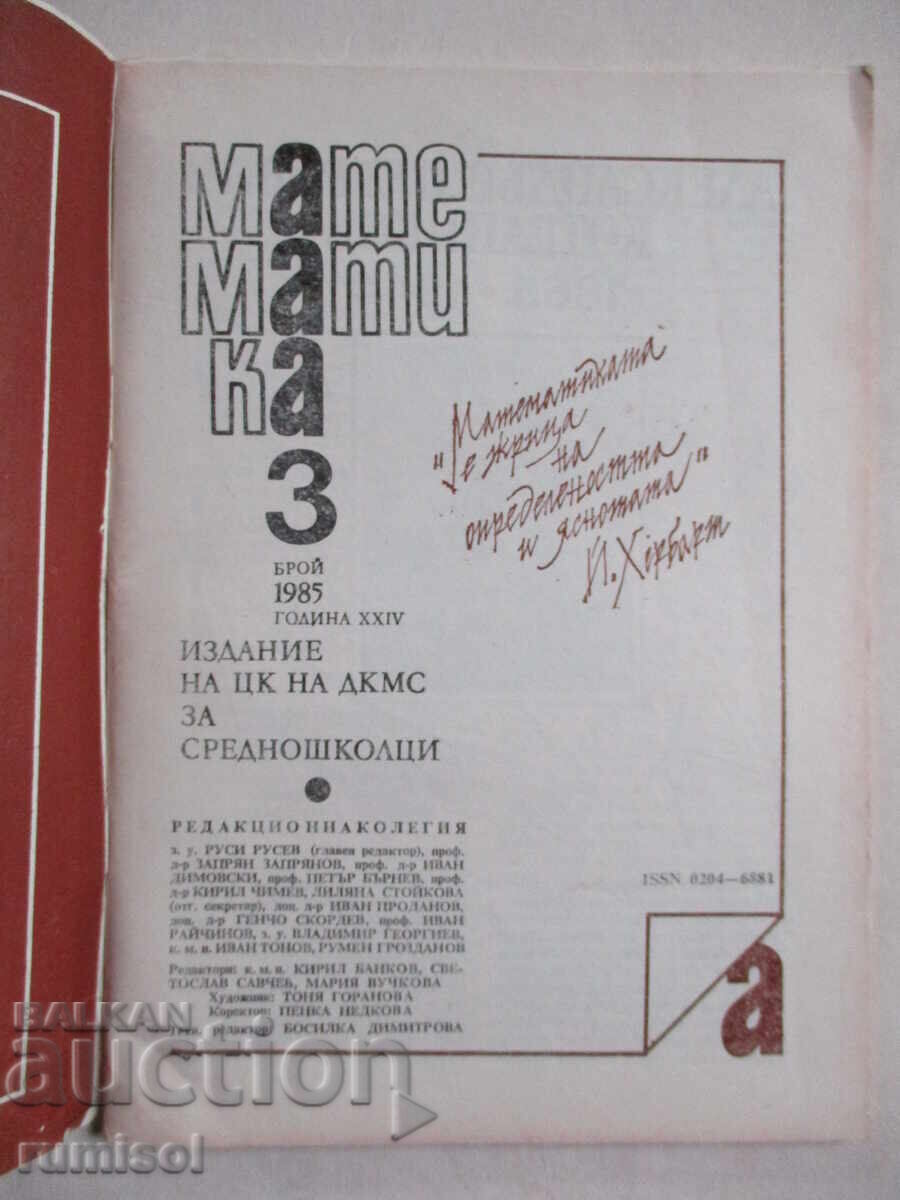 мате
мати
ка
3
БРОЙ
1985
ГОДИНА XXIV
ИЗДАНИЕ
НА ЦК НА ДКМС
ЗА
СРЕДНОШКОЛЦИ
"Математиката
е жрица
на
определеността
и яснотата"
Й. Хербарт
РЕДАКЦИОННА КОЛЕГИЯ
з. у. РУСИ РУСЕВ (главен редактор), проф.
д-р ЗАПРЯН ЗАПРЯНОВ, проф. д-р ИВАН
ДИМОВСКИ, проф. ПЕТЪР БЪРНЕВ, проф.
д-р КИРИЛ ЧИМЕВ, ЛИЛЯНА СТОЙКОВА
(отг. секретар), доц. д-р ИВАН ПРОДАНОВ,
доц. д-р ГЕНЧО СКОРДЕВ, проф. ИВАН
РАЙЧИНОВ, з. у. ВЛАДИМИР ГЕОРГИЕВ,
к. м. н. ИВАН ТОНОВ, РУМЕН ГРОЗДАНОВ
Редактори: к. м. н. КИРИЛ БАНКОВ, СВЕ-
ТОСЛАВ САВЧЕВ, МАРИЯ ВУЧКОВА
Художник: ТОНЯ ГОРАНОВА
Коректор: ПЕНКА НЕДКОВА
Техн. редактор БОСИЛКА ДИМИТРОВА
ISSN 0204—6881
а
BALKAN
auction
rumisol